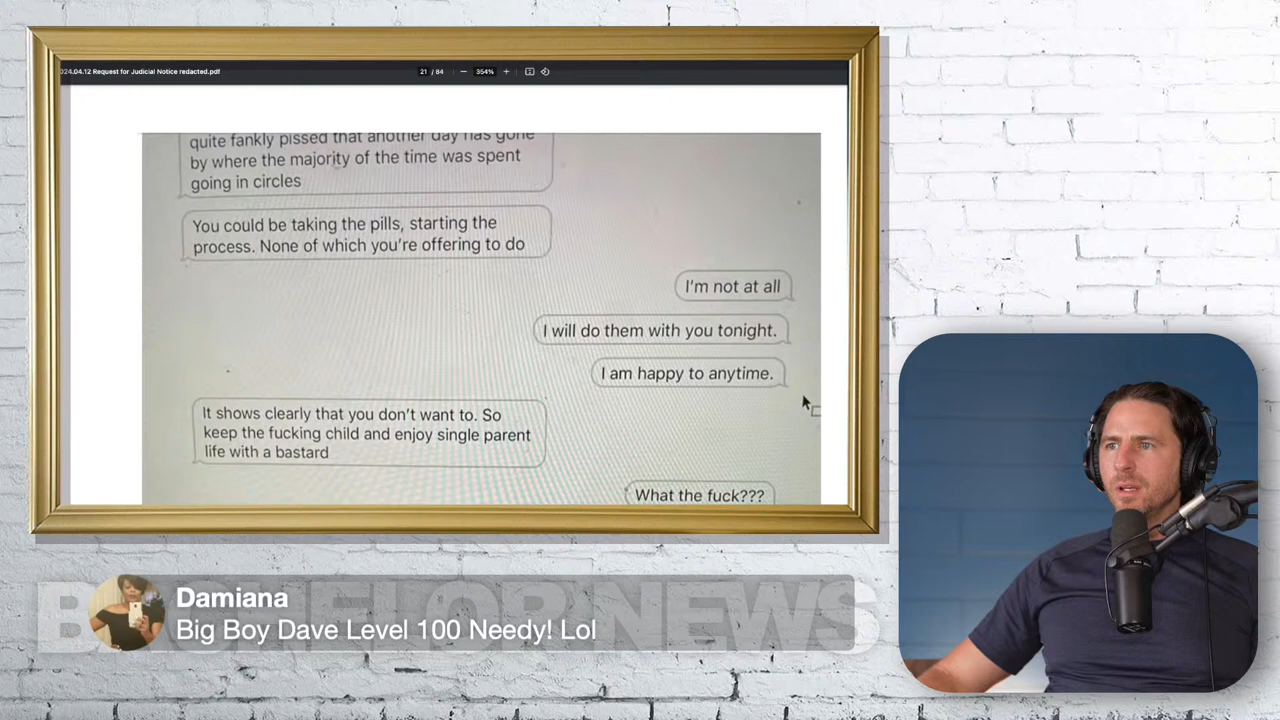 024.04.12 Request for Judicial Notice redacted.pdf
21 / 84
354%
quite fankly pissed that another day has gone
by where the majority of the time was spent
going in circles
You could be taking the pills, starting the
process. None of which you’re offering to do
I’m not at all
I will do them with you tonight.
I am happy to anytime.
It shows clearly that you don’t want to. So
keep the fucking child and enjoy single parent
life with a bastard
What the fuck???
BACHELOR NEWS
Damiana
Big Boy Dave Level 100 Needy! Lol